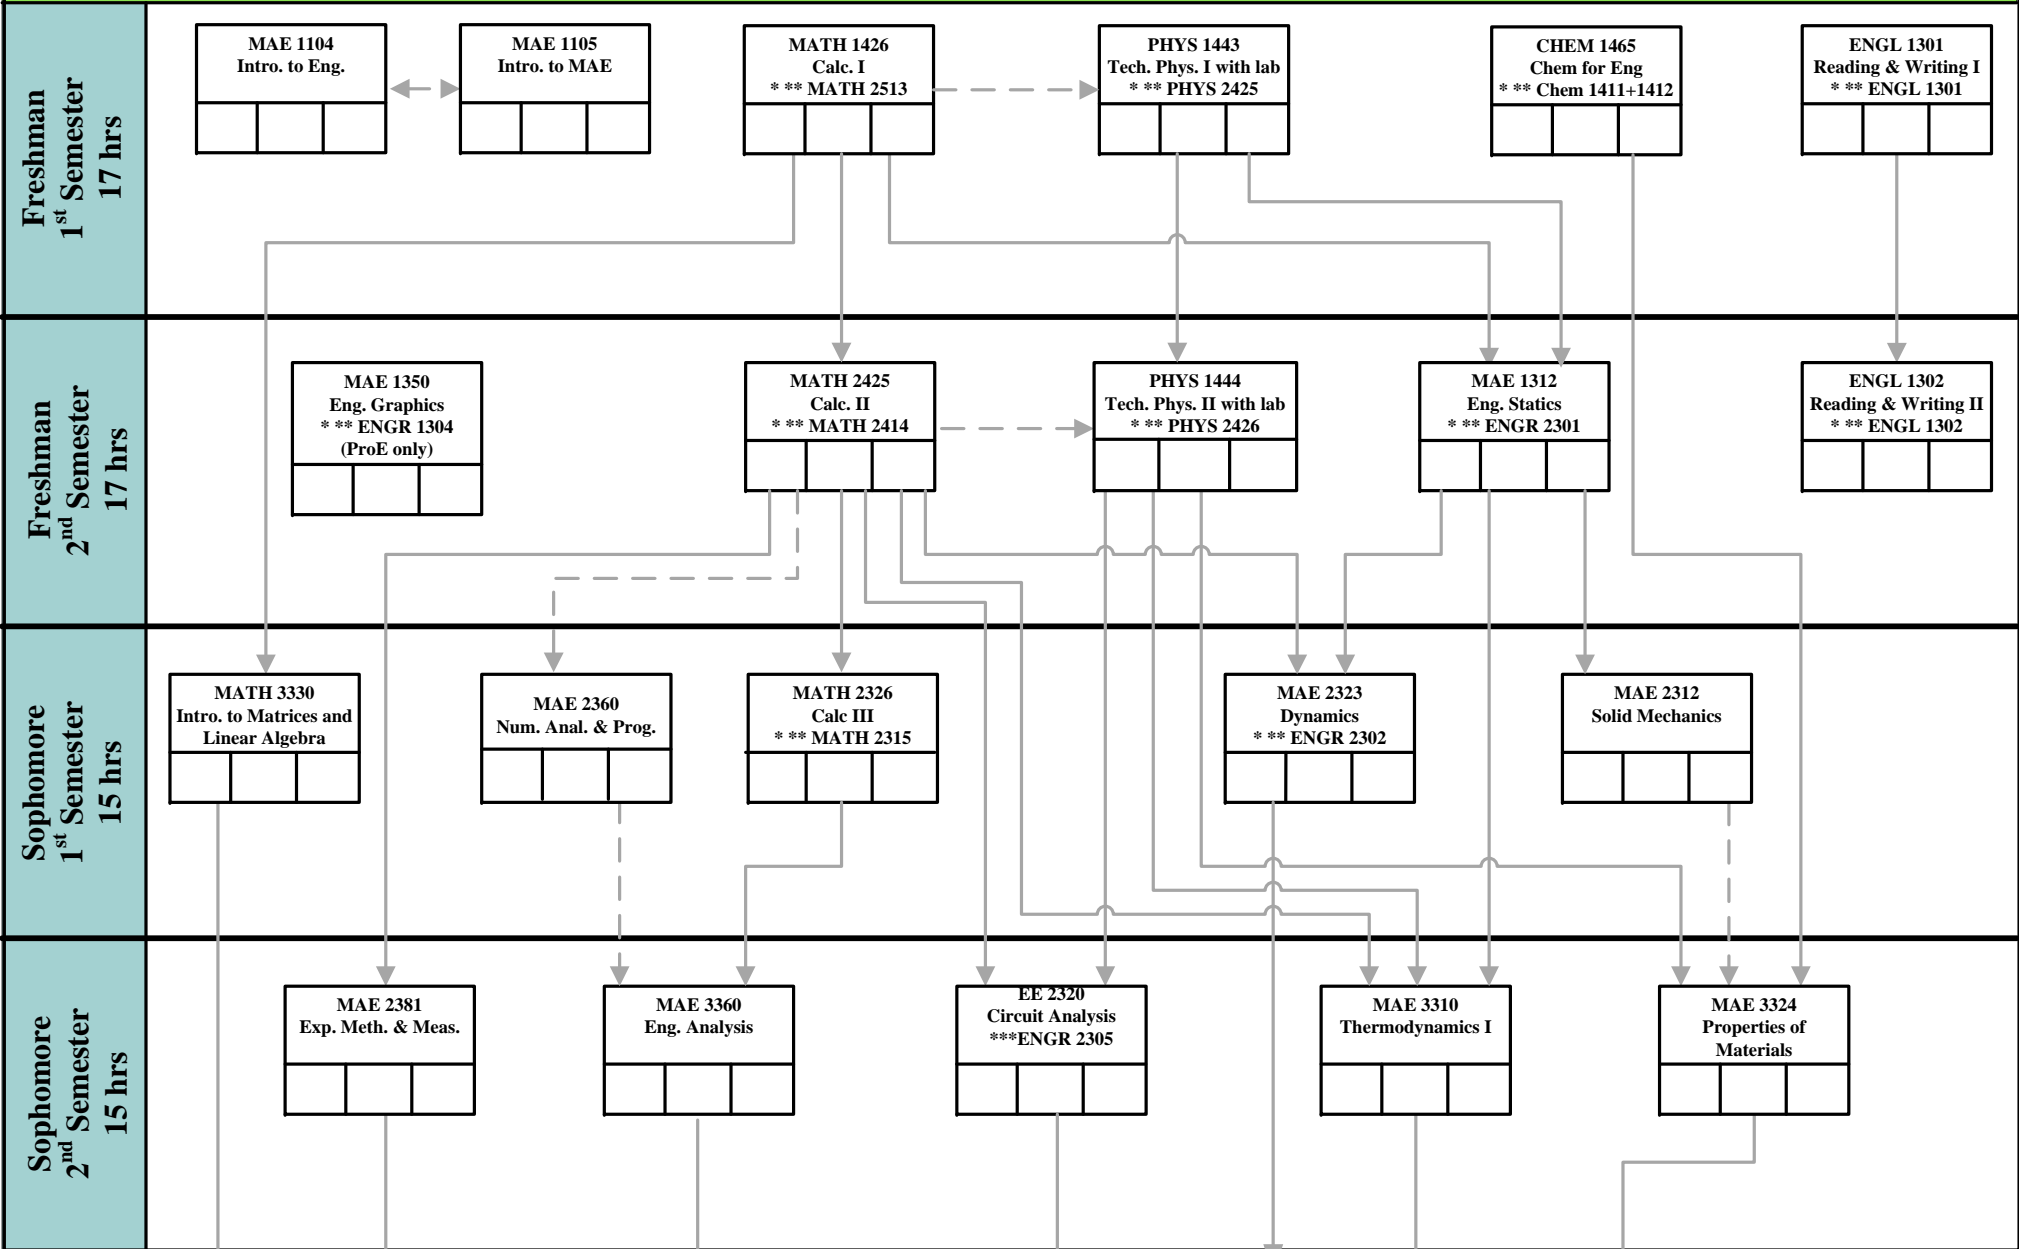 Freshman
1st Semester
17 hrs
MAE 1104
Intro. to Eng.
MAE 1105
Intro. to MAE
MATH 1426
Calc. I
* ** MATH 2513
PHYS 1443
Tech. Phys. I with lab
* ** PHYS 2425
CHEM 1465
Chem for Eng
* ** Chem 1411+1412
ENGL 1301
Reading & Writing I
* ** ENGL 1301
Freshman
2nd Semester
17 hrs
MAE 1350
Eng. Graphics
* ** ENGR 1304
(ProE only)
MATH 2425
Calc. II
* ** MATH 2414
PHYS 1444
Tech. Phys. II with lab
* ** PHYS 2426
MAE 1312
Eng. Statics
* ** ENGR 2301
ENGL 1302
Reading & Writing II
* ** ENGL 1302
Sophomore
1st Semester
15 hrs
MATH 3330
Intro. to Matrices and
Linear Algebra
MAE 2360
Num. Anal. & Prog.
MATH 2326
Calc III
* ** MATH 2315
MAE 2323
Dynamics
* ** ENGR 2302
MAE 2312
Solid Mechanics
Sophomore
2nd Semester
15 hrs
MAE 2381
Exp. Meth. & Meas.
MAE 3360
Eng. Analysis
EE 2320
Circuit Analysis
***ENGR 2305
MAE 3310
Thermodynamics I
MAE 3324
Properties of
Materials